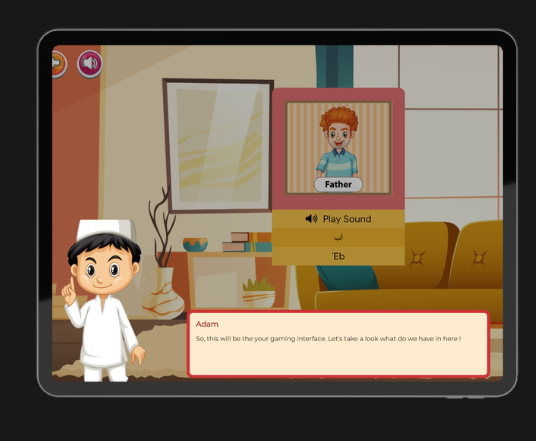 Father
Play Sound
أب
'Eb
Adam
So, this will be the your gaming interface. Let's take a look what do we have in here !